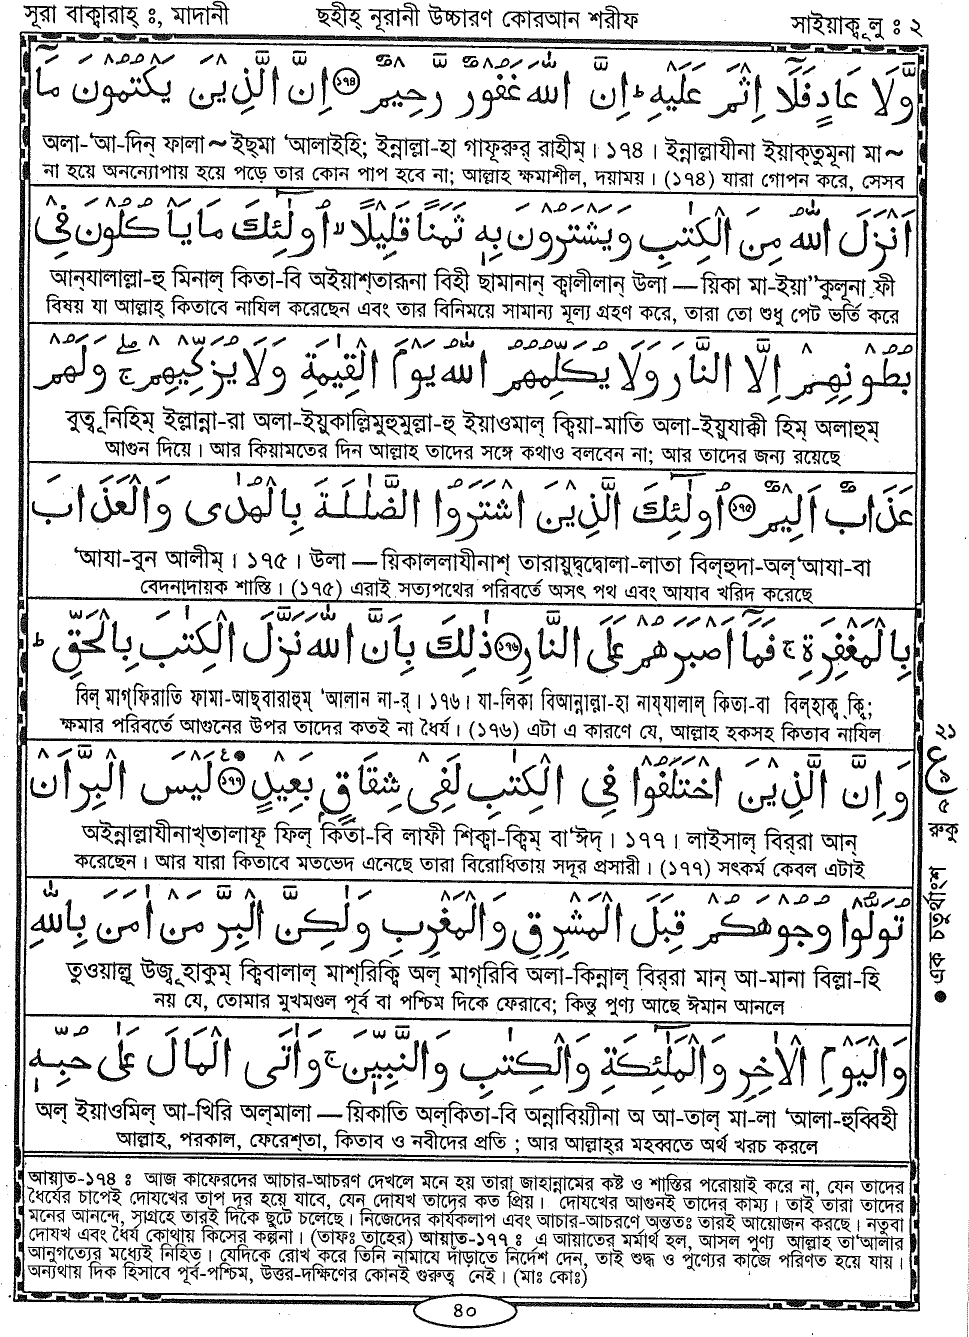 সূরা বাক্বারাহ্ ঃ, মাদানী ছহীহ্ নূরানী উচ্চারণ কোরআন শরীফ সাইয়াক্বূলু ঃ ২
وَّلَا عَادٍ فَلَآ اِثْمَ عَلَيْهِ ؕ اِنَّ اللّٰهَ غَفُوْرٌ رَّحِيْمٌ ﴿۱۷۴﴾ اِنَّ الَّذِيْنَ يَكْتُمُوْنَ مَآ
অলা-‘আ-দিন্ ফালা ~ ইছ্মা ‘আলাইহি; ইন্নাল্লা-হা গাফূরুর্ রাহীম্। ১৭৪। ইন্নাল্লাযীনা ইয়াক্তুমূনা মা ~
না হয়ে অনন্যোপায় হয়ে পড়ে তার কোন পাপ হবে না; আল্লাহ ক্ষমাশীল, দয়াময়। (১৭৪) যারা গোপন করে, সেসব
اَنْزَلَ اللّٰهُ مِنَ الْكِتٰبِ وَيَشْتَرُوْنَ بِهٖ ثَمَنًا قَلِيْلًا ۙ اُولٰٓئِكَ مَا يَاْكُلُوْنَ فِىْ
আন্‌যালাল্লা-হু মিনাল্ কিতা-বি অইয়াশ্‌তারূনা বিহী ছামানান্ ক্বালীলান্ উলা — য়িকা মা-ইয়া”কুলূনা ফী
বিষয় যা আল্লাহ কিতাবে নাযিল করেছেন এবং তার বিনিময়ে সামান্য মূল্য গ্রহণ করে, তারা তো শুধু পেট ভর্তি করে
بُطُوْنِهِمْ اِلَّا النَّارَ وَلَا يُكَلِّمُهُمُ اللّٰهُ يَوْمَ الْقِيٰمَةِ وَلَا يُزَكِّيْهِمْ ۖۚ وَلَهُمْ
বুত্বূনিহিম্ ইল্লান্না-রা অলা-ইয়ুকাল্লিমুহুমুল্লা-হু ইয়াওমাল্ ক্বিয়া-মাতি অলা-ইয়ুযাক্কী হিম্ অলাহুম্
আগুন দিয়ে। আর কিয়ামতের দিন আল্লাহ তাদের সঙ্গে কথাও বলবেন না; আর তাদের জন্য রয়েছে
عَذَابٌ اَلِيْمٌ ﴿۱۷۵﴾ اُولٰٓئِكَ الَّذِيْنَ اشْتَرَوُا الضَّلٰلَةَ بِالْهُدٰى وَالْعَذَابَ
‘আযা-বুন আলীম্। ১৭৫। উলা — য়িকাললাযীনাশ্ তারায়ুদ্বদ্বোলা-লাতা বিল্‌হুদা-অল্‘আযা-বা
বেদনাদায়ক শাস্তি। (১৭৫) এরাই সত্যপথের পরিবর্তে অসৎ পথ এবং আযাব খরিদ করেছে
بِالْمَغْفِرَةِ ۚ فَمَآ اَصْبَرَهُمْ عَلَى النَّارِ ﴿۱۷۶﴾ ذٰلِكَ بِاَنَّ اللّٰهَ نَزَّلَ الْكِتٰبَ بِالْحَقِّ ؕ
বিল্ মাগফিরাতি ফামা-আছ্‌বারাহুম্ ‘আলান না-র্। ১৭৬। যা-লিকা বিআন্নাল্লা-হা নায্‌যালাল্ কিতা-বা বিল্‌হাক্বক্বি;
ক্ষমার পরিবর্তে আগুনের উপর তাদের কতই না ধৈর্য। (১৭৬) এটা এ কারণে যে, আল্লাহ হকসহ কিতাব নাযিল
وَاِنَّ الَّذِيْنَ اخْتَلَفُوْا فِى الْكِتٰبِ لَفِىْ شِقَاقٍۭ بَعِيْدٍ ﴿۱۷۷﴾ لَيْسَ الْبِرَّ اَنْ
অইন্নাল্লাযীনাখ্‌তালাফূ ফিল্ কিতা-বি লাফী শিক্বা-ক্বিম্ বা‘ঈদ্। ১৭৭। লাইসাল্ বির্‌রা আন্
করেছেন। আর যারা কিতাবে মতভেদ এনেছে তারা বিরোধিতায় সদূর প্রসারী। (১৭৭) সৎকর্ম কেবল এটাই
تُوَلُّوْا وُجُوْهَكُمْ قِبَلَ الْمَشْرِقِ وَالْمَغْرِبِ وَلٰكِنَّ الْبِرَّ مَنْ اٰمَنَ بِاللّٰهِ
তুওয়াল্লূ উজূহাকুম্ ক্বিবালাল্ মাশ্‌রিক্বি অল্ মাগ্‌রিবি অলা-কিন্নাল্ বির্‌রা মান্ আ-মানা বিল্লা-হি
নয় যে, তোমার মুখমণ্ডল পূর্ব বা পশ্চিম দিকে ফেরাবে; কিন্তু পুণ্য আছে ঈমান আনলে
وَالْيَوْمِ الْاٰخِرِ وَالْمَلٰٓئِكَةِ وَالْكِتٰبِ وَالنَّبِيّٖنَ ۚ وَاٰتَى الْمَالَ عَلٰى حُبِّهٖ
অল্ ইয়াওমিল্ আ-খিরি অল্‌মালা — য়িকাতি অল্‌কিতা-বি অন্নাবিয়্যীনা অ আ-তাল্ মা-লা ‘আলা-হুব্বিহী
আল্লাহ, পরকাল, ফেরেশ্‌তা, কিতাব ও নবীদের প্রতি ; আর আল্লাহ্‌র মহব্বতে অর্থ খরচ করলে
২১
ع
৯
৫
রুকু
●এক চতুর্থাংশ
আয়াত-১৭৪ ঃ আজ কাফেরদের আচার-আচরণ দেখলে মনে হয় তারা জাহান্নামের কষ্ট ও শাস্তির পরোয়াই করে না, যেন তাদের
ধৈর্যের চাপেই দোযখের তাপ দূর হয়ে যাবে, যেন দোযখ তাদের কত প্রিয়। দোযখের আগুনই তাদের কাম্য। তাই তারা তাদের
মনের আনন্দে, সাগ্রহে তারই দিকে ছুটে চলেছে। নিজেদের কার্যকলাপ এবং আচার-আচরণে অন্ততঃ তারই আয়োজন করছে। নতুবা
দোযখ এবং ধৈর্য কোথায় কিসের কল্পনা। (তাফঃ তাহের) আয়াত-১৭৭ ঃ এ আয়াতের মর্মার্থ হল, আসল পুণ্য আল্লাহ তা‘আলার
আনুগত্যের মধ্যেই নিহিত। যেদিকে রোখ করে তিনি নামাযে দাঁড়াতে নির্দেশ দেন, তাই শুদ্ধ ও পুণ্যের কাজে পরিণত হয়ে যায়।
অন্যথায় দিক হিসাবে পূর্ব-পশ্চিম, উত্তর-দক্ষিণের কোনই গুরুত্ব নেই। (মাঃ কোঃ)
৪০